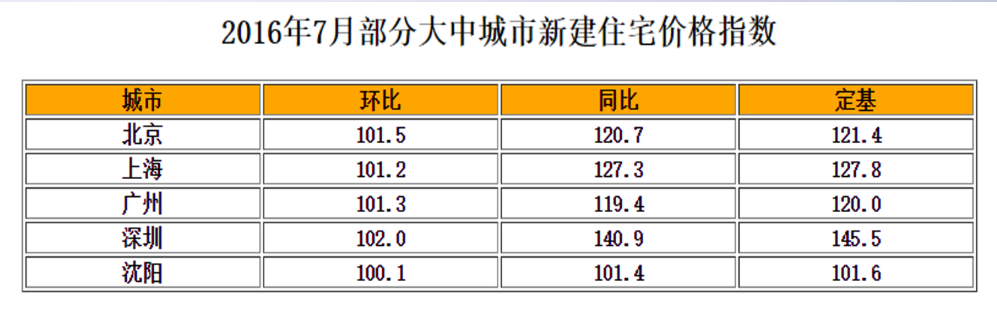 2016年7月部分大中城市新建住宅价格指数
城市 环比 同比 定基
北京 101.5 120.7 121.4
上海 101.2 127.3 127.8
广州 101.3 119.4 120.0
深圳 102.0 140.9 145.5
沈阳 100.1 101.4 101.6